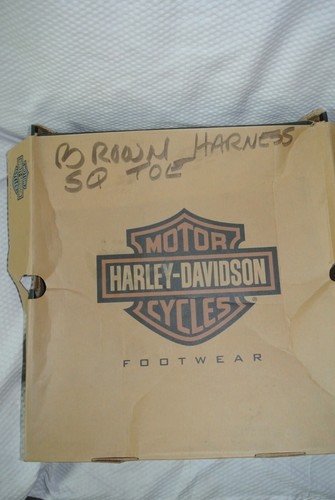 BROWN HARNESS
SQ TOE
MOTOR
HARLEY-DAVIDSON
CYCLES
®
FOOTWEAR